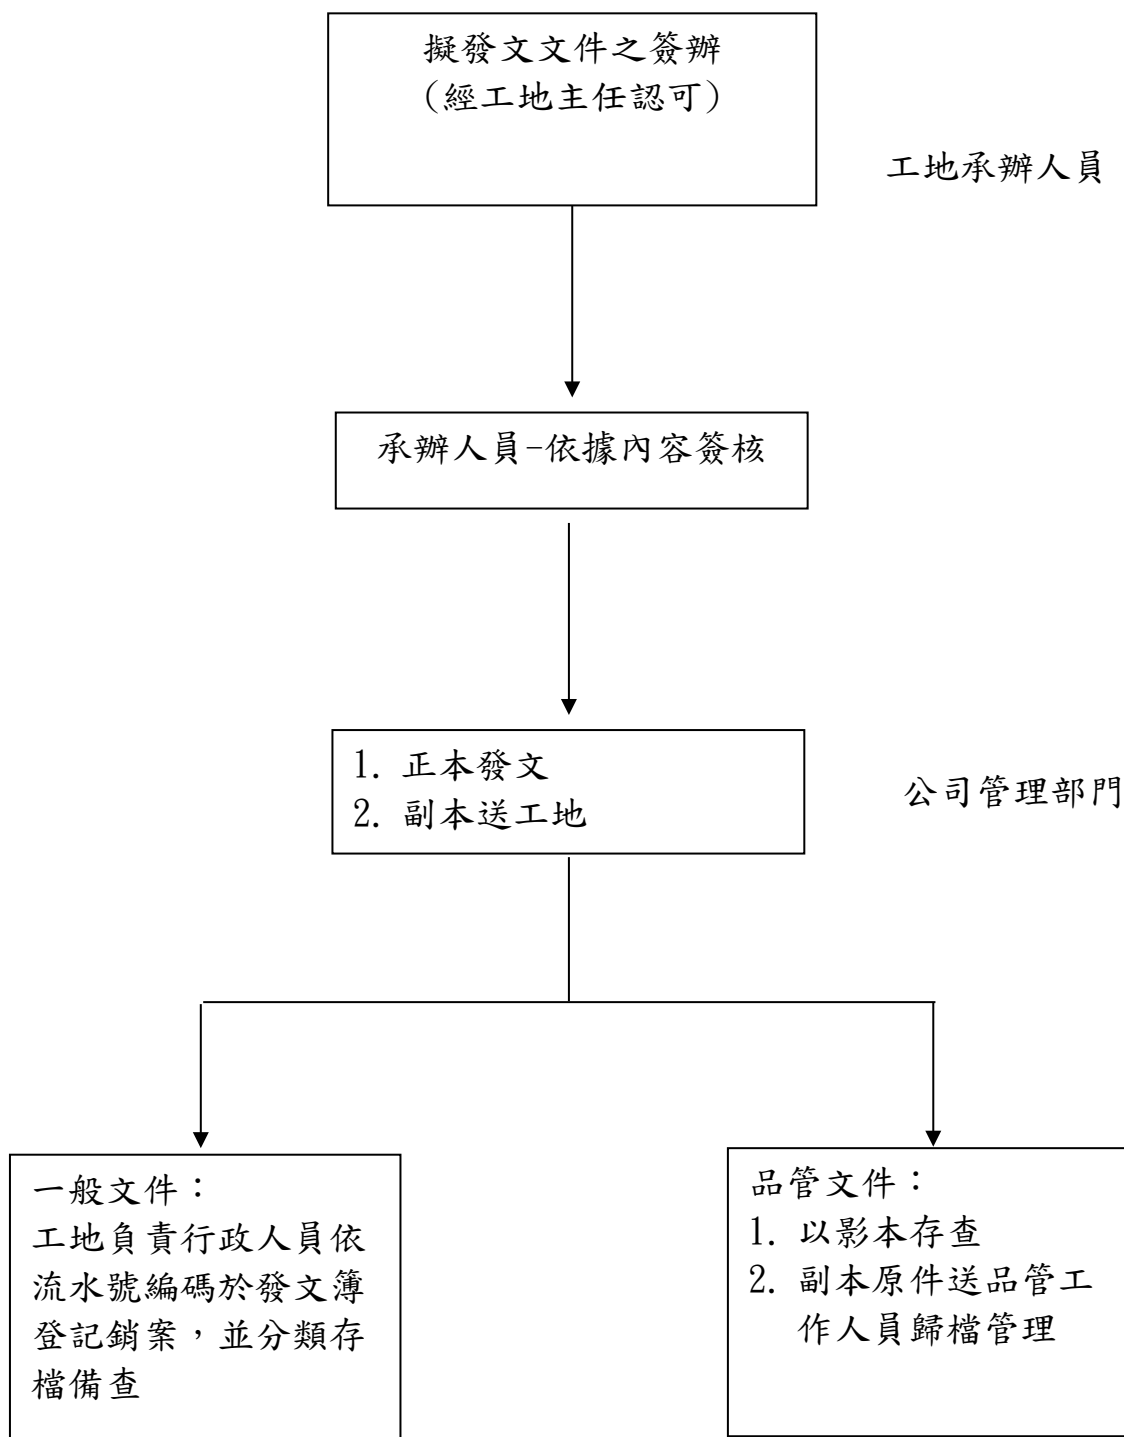 擬發文文件之簽辦
(經工地主任認可)
工地承辦人員
承辦人員-依據內容簽核
1. 正本發文
2. 副本送工地
公司管理部門
一般文件：
工地負責行政人員依
流水號編碼於發文簿
登記銷案，並分類存
檔備查
品管文件：
1. 以影本存查
2. 副本原件送品管工
作人員歸檔管理